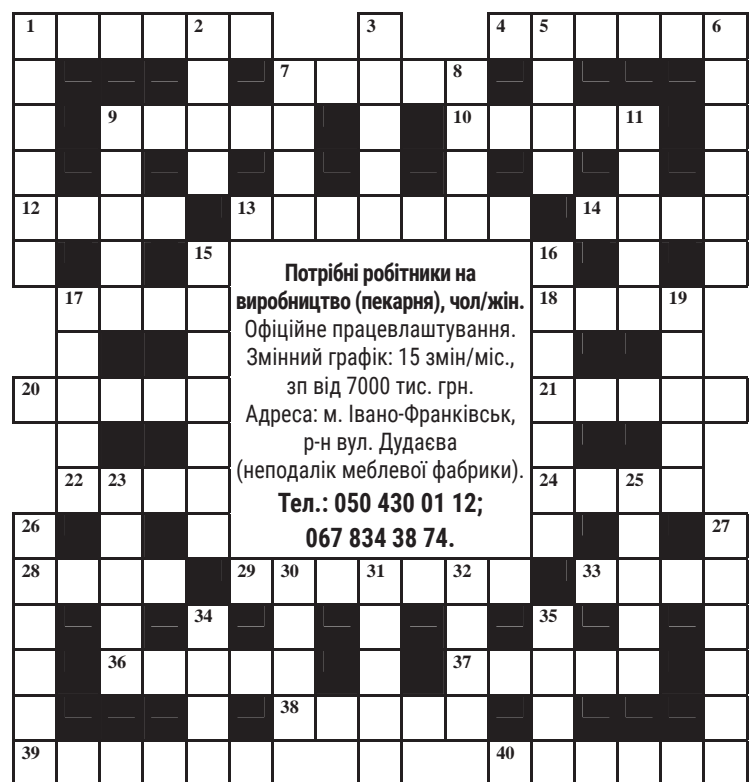 1 2 3 4 5 6
7 8
9 10 11
12 13 14
15 16
Потрібні робітники на
виробництво (пекарня), чол/жін.
17 18 19
Офіційне працевлаштування.
Змінний графік: 15 змін/міс.,
зп від 7000 тис. грн.
20 21
Адреса: м. Івано-Франківськ,
р-н вул. Дудаєва
(неподалік меблевої фабрики).
22 23 24 25
Тел.: 050 430 01 12;
26 27
067 834 38 74.
28 29 30 31 32 33
34 35
36 37
38
39 40